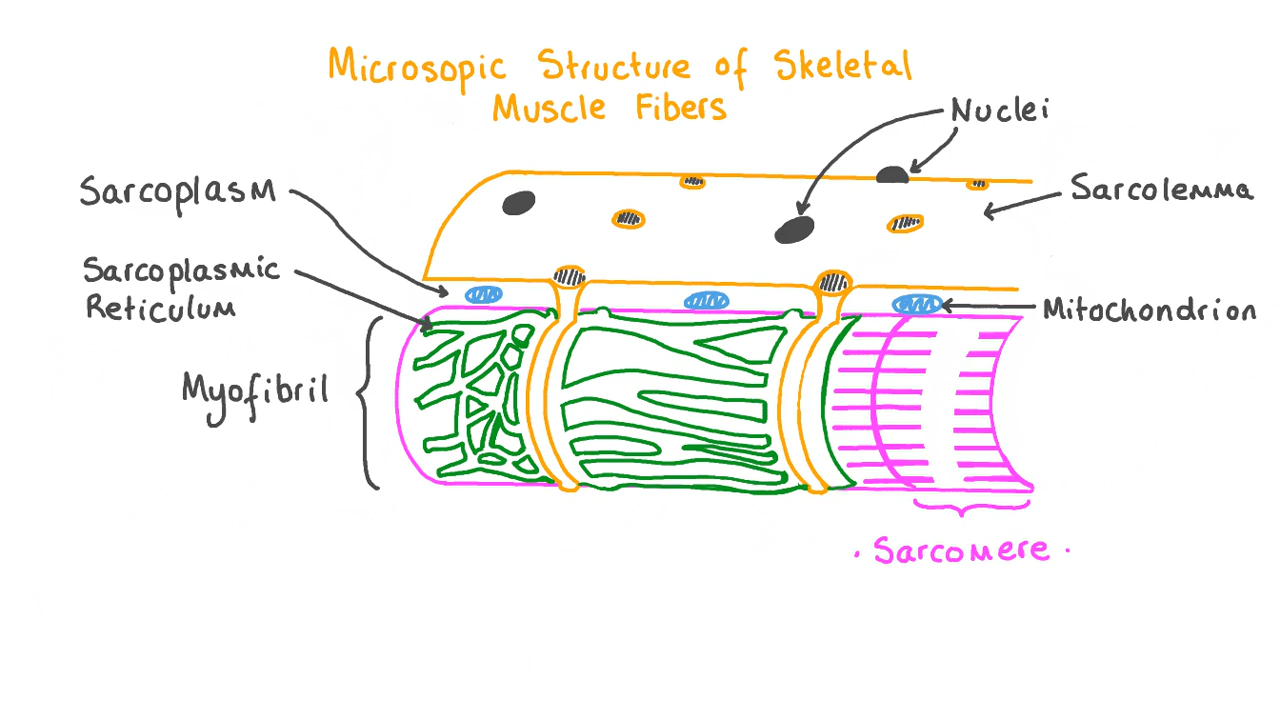 Microsopic Structure of Skeletal
Muscle Fibers
Nuclei
Sarcoplasm
Sarcolemma
Sarcoplasmic
Reticulum
Mitochondrion
Myofibril
· Sarcomere ·